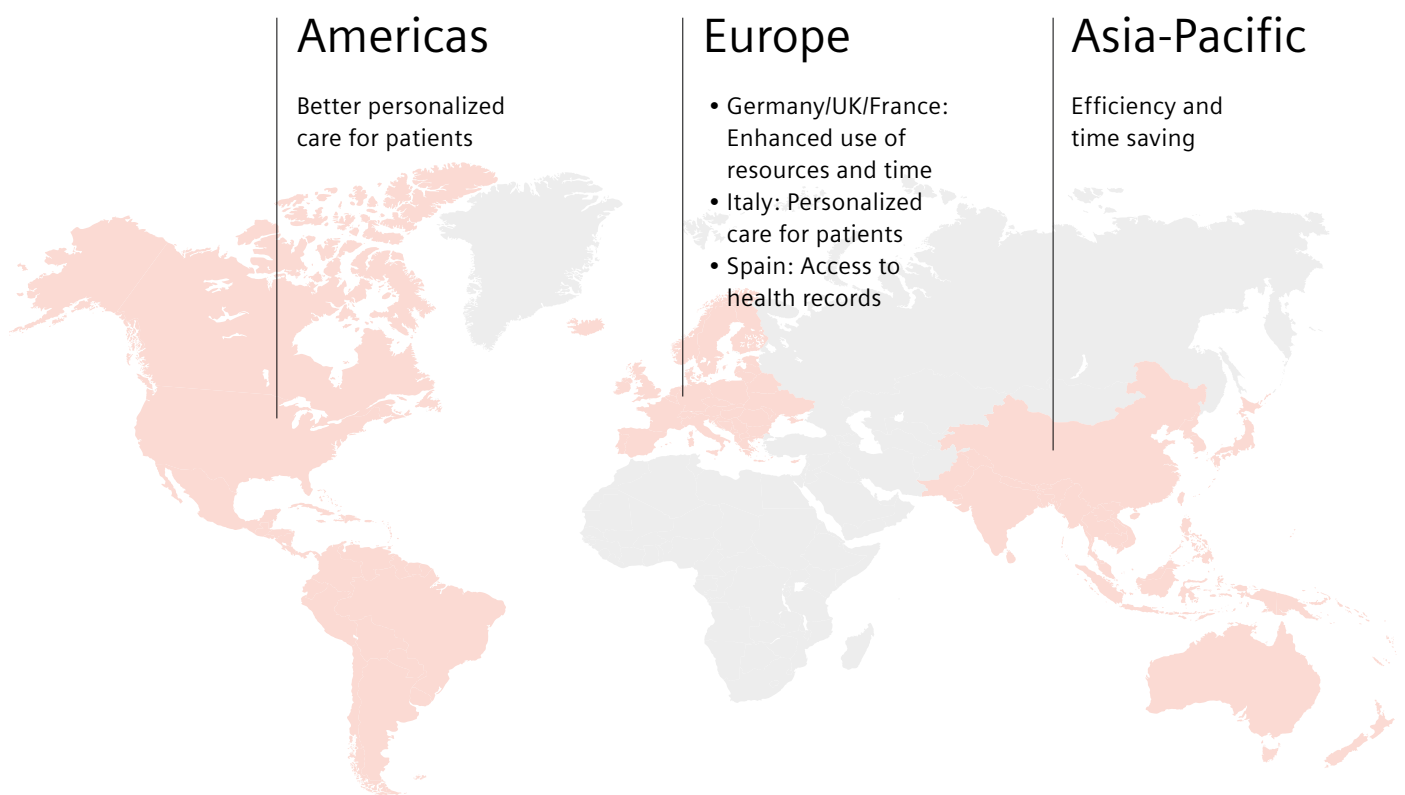 Americas
Better personalized
care for patients
Europe
• Germany/UK/France:
Enhanced use of
resources and time
• Italy: Personalized
care for patients
• Spain: Access to
health records
Asia-Pacific
Efficiency and
time saving